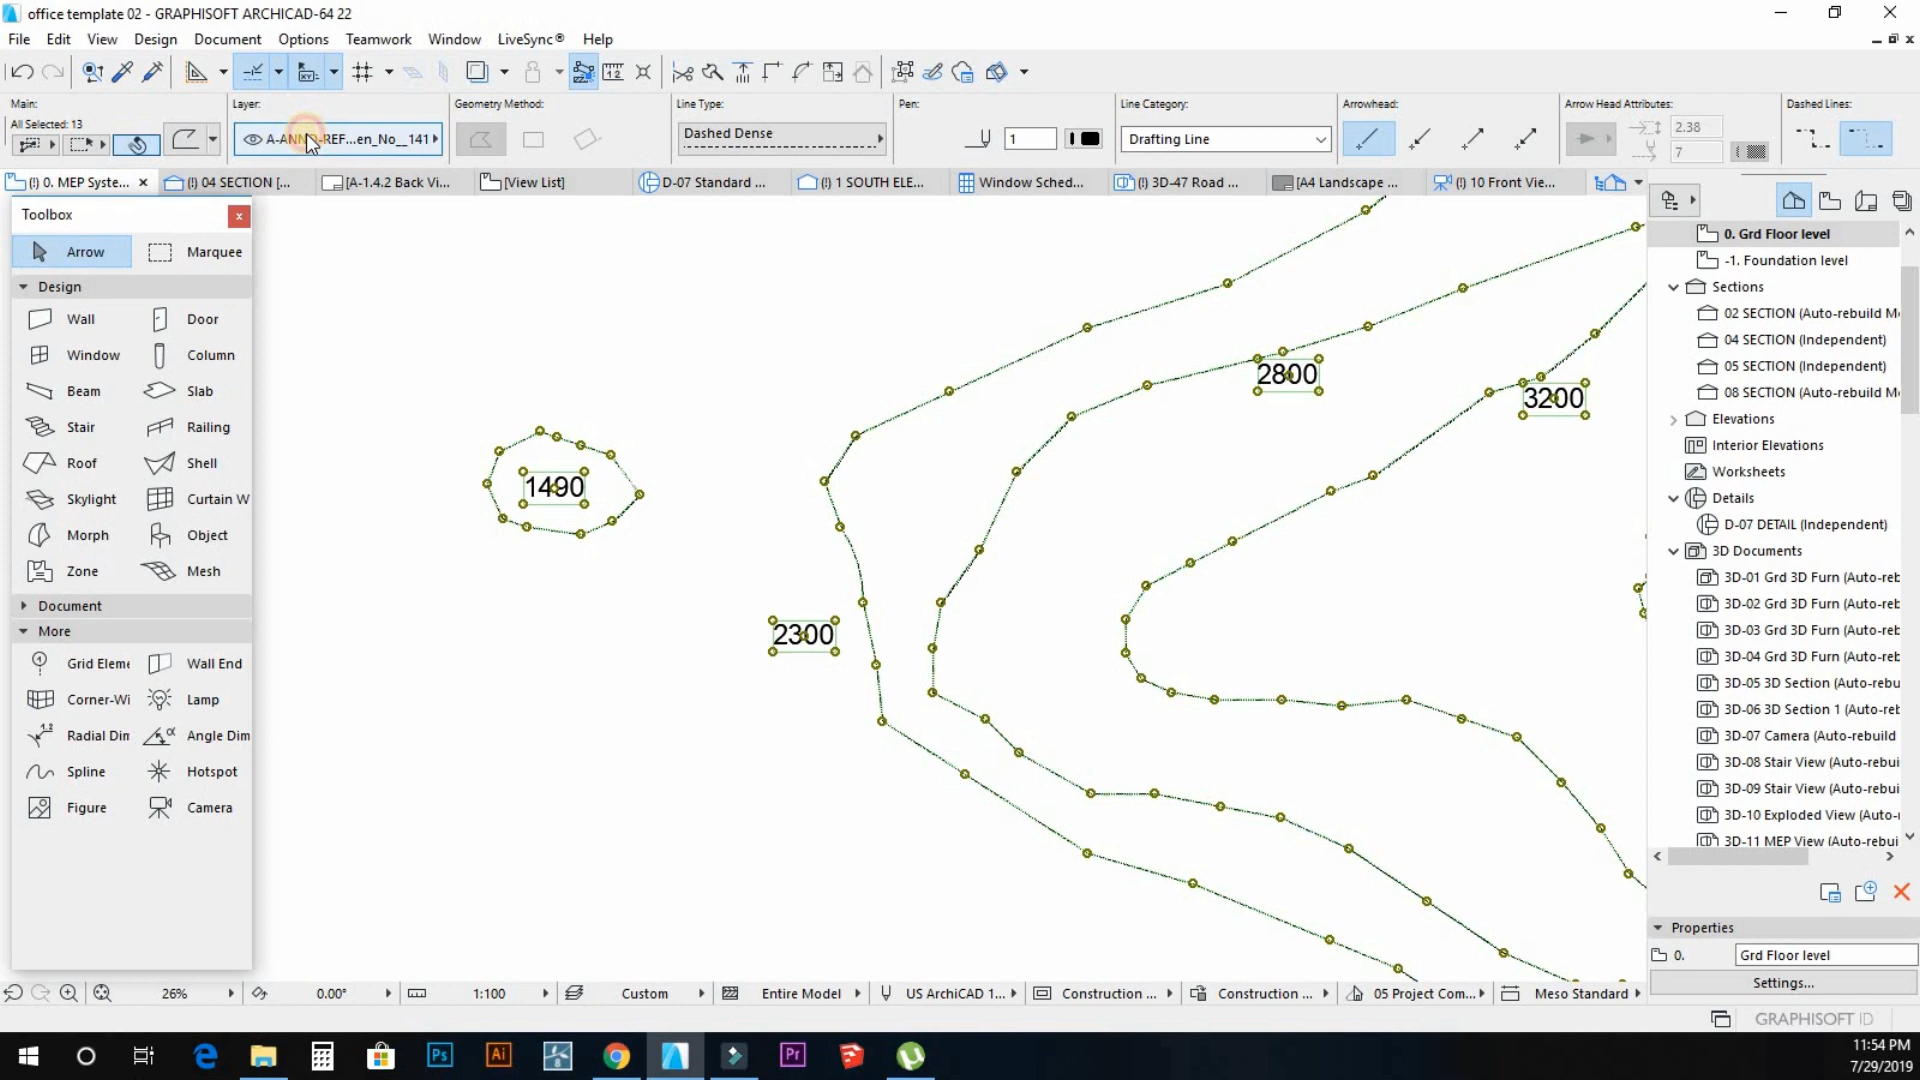 office template 02 - GRAPHISOFT ARCHICAD-64 22
File Edit View Design Document Options Teamwork Window LiveSync® Help
Main: Layer: Geometry Method: Line Type: Pen: Line Category: Arrowhead: Arrow Head Attributes: Dashed Lines:
All Selected: 13
A-ANNO-REF...en_No__141 Dashed Dense 1 Drafting Line 2.38
7
(!) 0. MEP Syste... (!) 04 SECTION [... [A-1.4.2 Back Vi... [View List] D-07 Standard ... (!) 1 SOUTH ELE... Window Sched... (!) 3D-47 Road ... [A4 Landscape ... (!) 10 Front Vie...
Toolbox
Arrow Marquee
Design
Wall Door
Window Column
Beam Slab
Stair Railing
Roof Shell
Skylight Curtain W
Morph Object
Zone Mesh
Document
More
Grid Eleme Wall End
Corner-Wi Lamp
Radial Dim Angle Dim
Spline Hotspot
Figure Camera
1490
2300
2800
3200
0. Grd Floor level
-1. Foundation level
Sections
02 SECTION (Auto-rebuild Mo
04 SECTION (Independent)
05 SECTION (Independent)
08 SECTION (Auto-rebuild Mo
Elevations
Interior Elevations
Worksheets
Details
D-07 DETAIL (Independent)
3D Documents
3D-01 Grd 3D Furn (Auto-reb
3D-02 Grd 3D Furn (Auto-reb
3D-03 Grd 3D Furn (Auto-reb
3D-04 Grd 3D Furn (Auto-reb
3D-05 3D Section (Auto-rebu
3D-06 3D Section 1 (Auto-reb
3D-07 Camera (Auto-rebuild
3D-08 Stair View (Auto-rebui
3D-09 Stair View (Auto-rebui
3D-10 Exploded View (Auto-r
3D-11 MEP View (Auto-rebui
Properties
0. Grd Floor level
Settings...
26% 0.00° 1:100 Custom Entire Model US ArchiCAD 1... Construction ... Construction ... 05 Project Com... Meso Standard
GRAPHISOFT ID
11:54 PM
7/29/2019